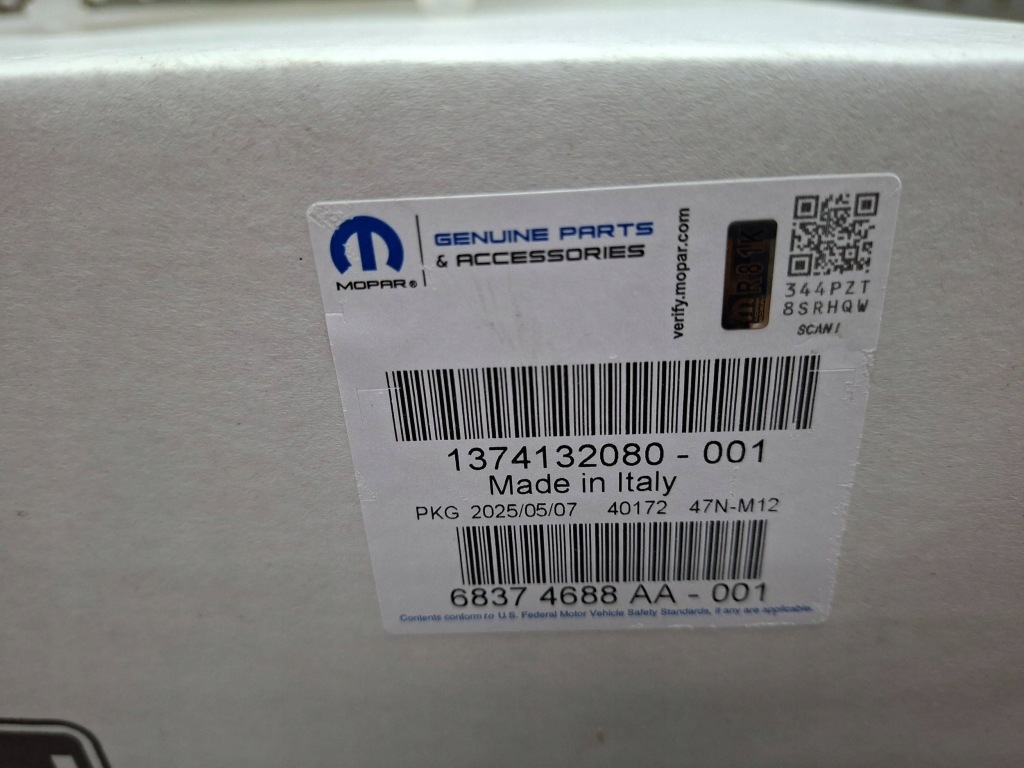 MOPAR®
GENUINE PARTS
& ACCESSORIES
verify.mopar.com
R81K
344PZT
8SRHQW
SCAN!
1374132080 - 001
Made in Italy
PKG 2025/05/07 40172 47N-M12
6837 4688 AA - 001
Contents conform to U.S. Federal Motor Vehicle Safety Standards, if any are applicable.